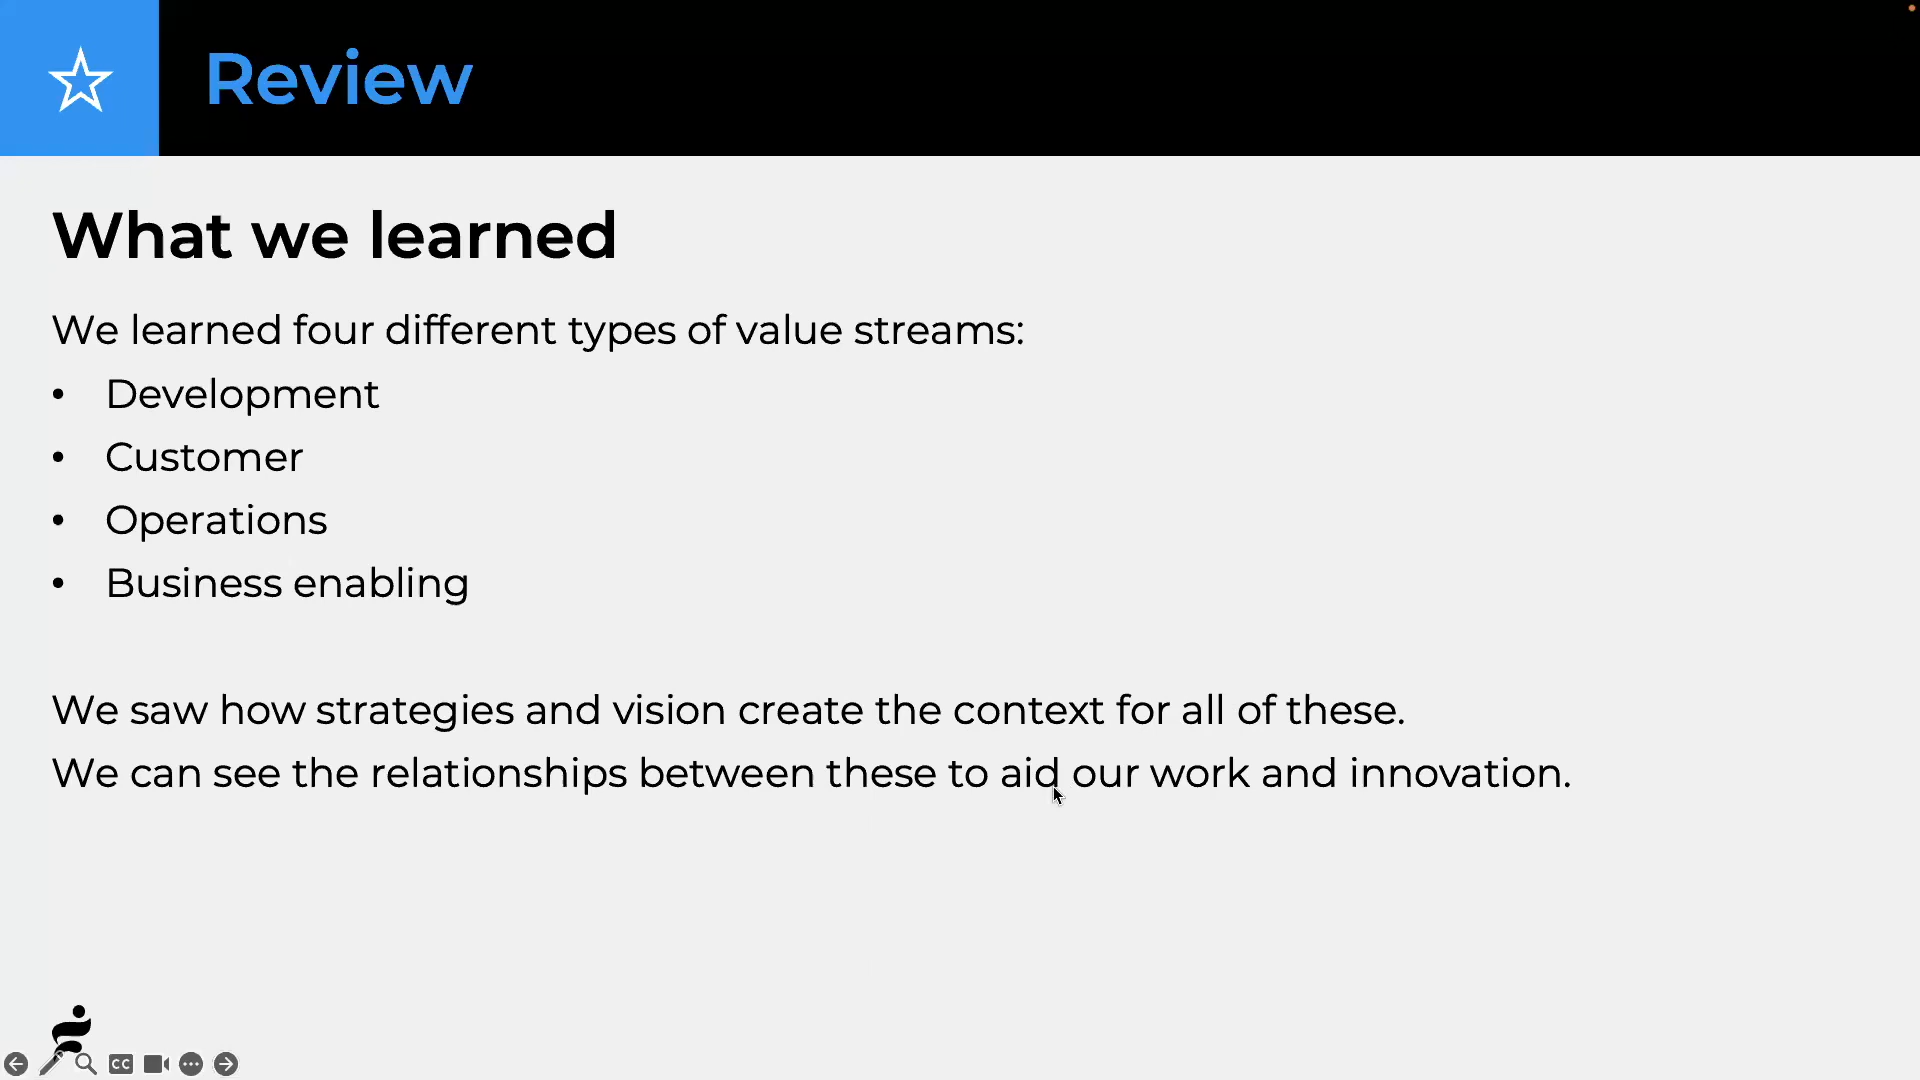 Review
What we learned
We learned four different types of value streams:
• Development
• Customer
• Operations
• Business enabling
We saw how strategies and vision create the context for all of these.
We can see the relationships between these to aid our work and innovation.
CC